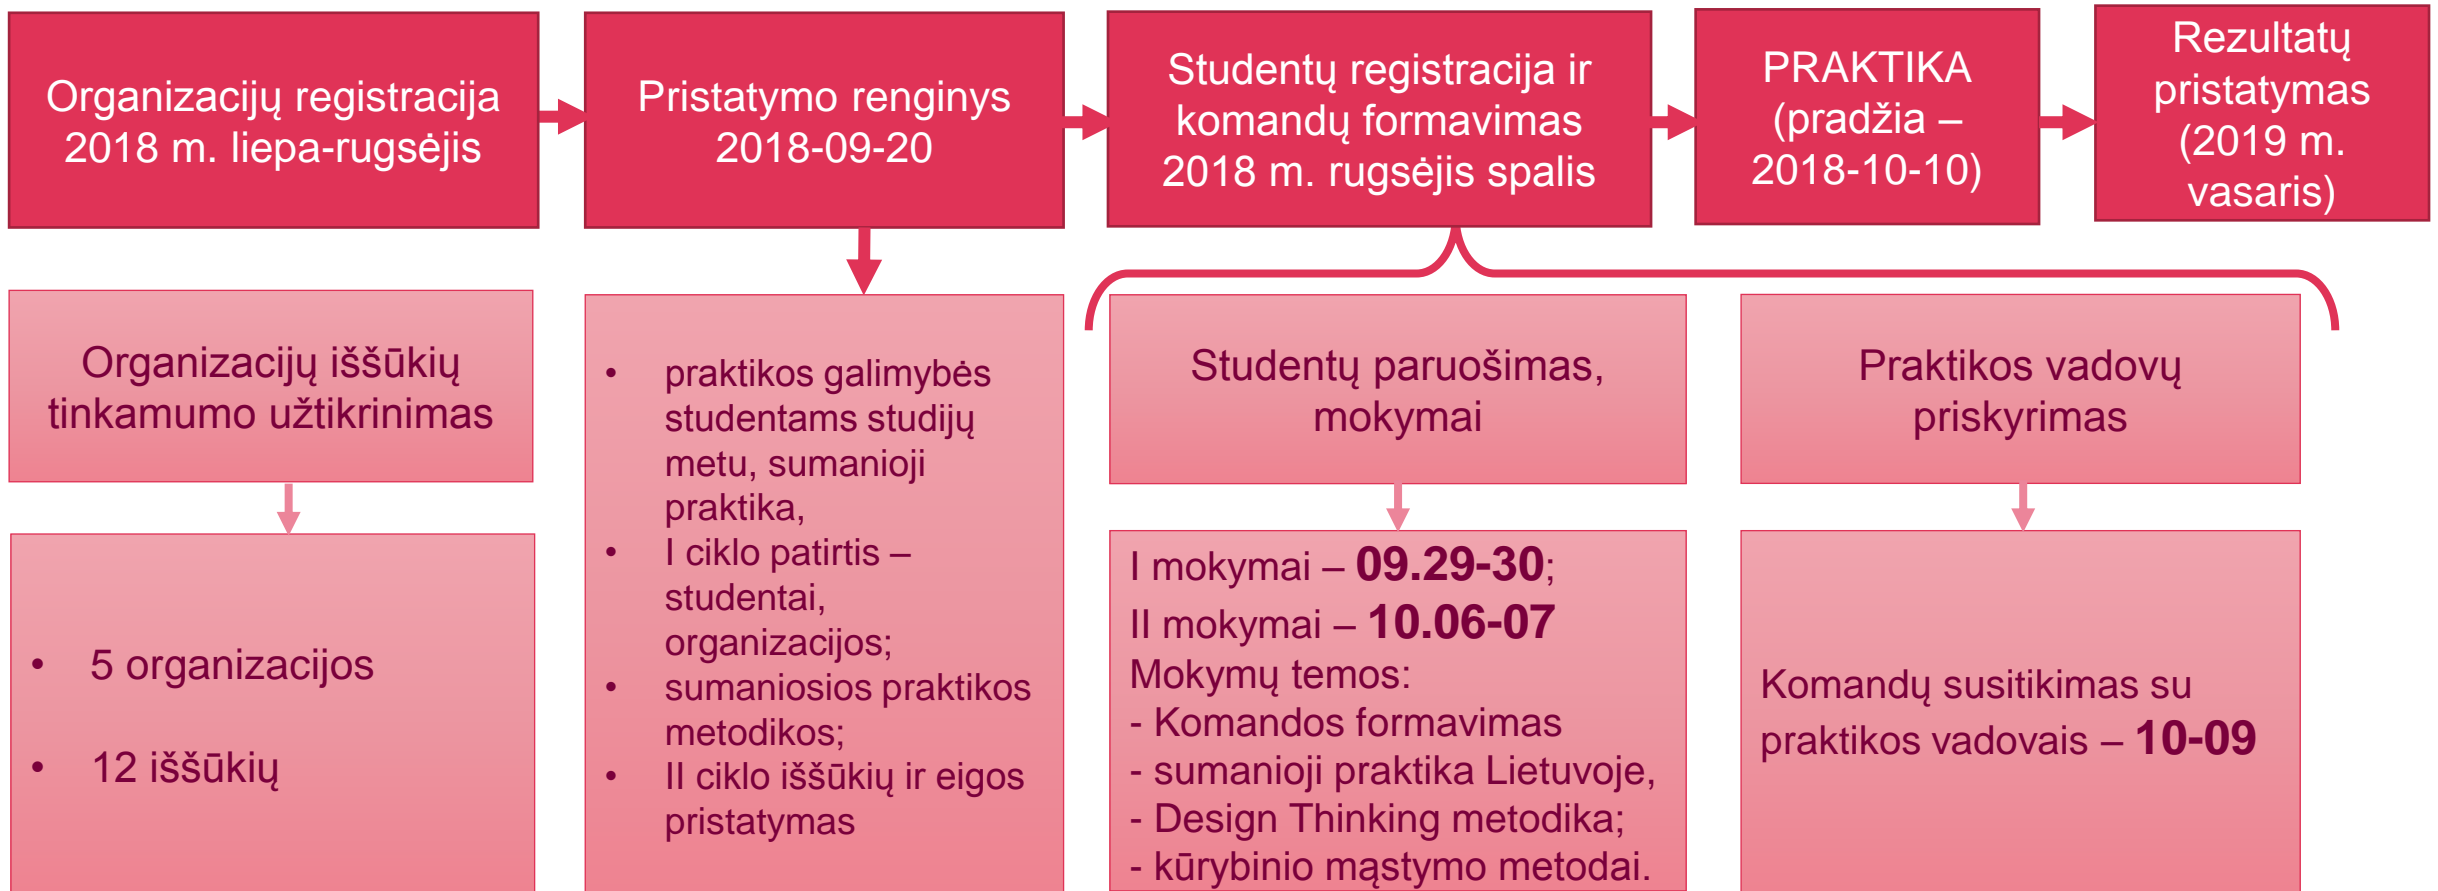 Organizacijų registracija
2018 m. liepa-rugsėjis
Pristatymo renginys
2018-09-20
Studentų registracija ir
komandų formavimas
2018 m. rugsėjis spalis
PRAKTIKA
(pradžia –
2018-10-10)
Rezultatų
pristatymas
(2019 m.
vasaris)
Organizacijų iššūkių
tinkamumo užtikrinimas
• 5 organizacijos
• 12 iššūkių
• praktikos galimybės
studentams studijų
metu, sumanioji
praktika,
• I ciklo patirtis –
studentai,
organizacijos;
• sumaniosios praktikos
metodikos;
• II ciklo iššūkių ir eigos
pristatymas
Studentų paruošimas,
mokymai
I mokymai – 09.29-30;
II mokymai – 10.06-07
Mokymų temos:
- Komandos formavimas
- sumanioji praktika Lietuvoje,
- Design Thinking metodika;
- kūrybinio mąstymo metodai.
Praktikos vadovų
priskyrimas
Komandų susitikimas su
praktikos vadovais – 10-09